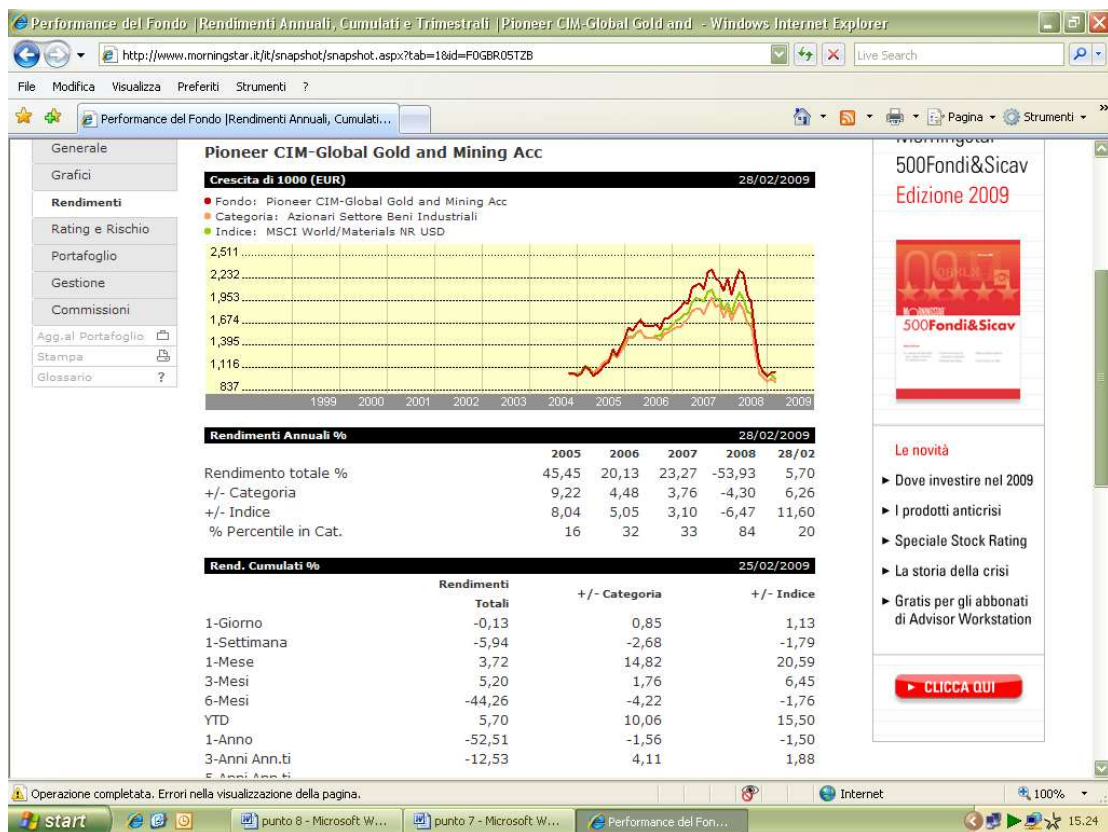 Performance del Fondo |Rendimenti Annuali, Cumulati e Trimestrali |Pioneer CIM-Global Gold and - Windows Internet Explorer
http://www.morningstar.it/it/snapshot/snapshot.aspx?tab=1&id=F0GBR05TZB
Live Search
File Modifica Visualizza Preferiti Strumenti ?
Performance del Fondo |Rendimenti Annuali, Cumulati...
Pagina
Strumenti
»
Generale
Grafici
Rendimenti
Rating e Rischio
Portafoglio
Gestione
Commissioni
Agg.al Portafoglio
Stampa
Glossario ?
Pioneer CIM-Global Gold and Mining Acc
Crescita di 1000 (EUR) 28/02/2009
Fondo: Pioneer CIM-Global Gold and Mining Acc
Categoria: Azionari Settore Beni Industriali
Indice: MSCI World/Materials NR USD
2,511
2,232
1,953
1,674
1,395
1,116
837
1999 2000 2001 2002 2003 2004 2005 2006 2007 2008 2009
Rendimenti Annuali % 28/02/2009
2005 2006 2007 2008 28/02
Rendimento totale % 45,45 20,13 23,27 -53,93 5,70
+/- Categoria 9,22 4,48 3,76 -4,30 6,26
+/- Indice 8,04 5,05 3,10 -6,47 11,60
% Percentile in Cat. 16 32 33 84 20
Rend. Cumulati % 25/02/2009
Rendimenti Totali +/- Categoria +/- Indice
1-Giorno -0,13 0,85 1,13
1-Settimana -5,94 -2,68 -1,79
1-Mese 3,72 14,82 20,59
3-Mesi 5,20 1,76 6,45
6-Mesi -44,26 -4,22 -1,76
YTD 5,70 10,06 15,50
1-Anno -52,51 -1,56 -1,50
3-Anni Ann.ti -12,53 4,11 1,88
500Fondi&Sicav
Edizione 2009
500Fondi&Sicav
Le novità
Dove investire nel 2009
I prodotti anticrisi
Speciale Stock Rating
La storia della crisi
Gratis per gli abbonati
di Advisor Workstation
CLICCA QUI
Operazione completata. Errori nella visualizzazione della pagina.
Internet
100%
start
punto 8 - Microsoft W...
punto 7 - Microsoft W...
Performance del Fon...
15.24